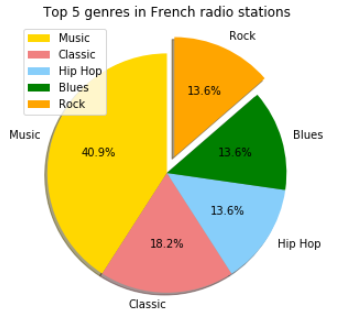 Top 5 genres in French radio stations
Music
Classic
Hip Hop
Blues
Rock
Rock
13.6%
Music
40.9%
Blues
13.6%
13.6%
Hip Hop
18.2%
Classic